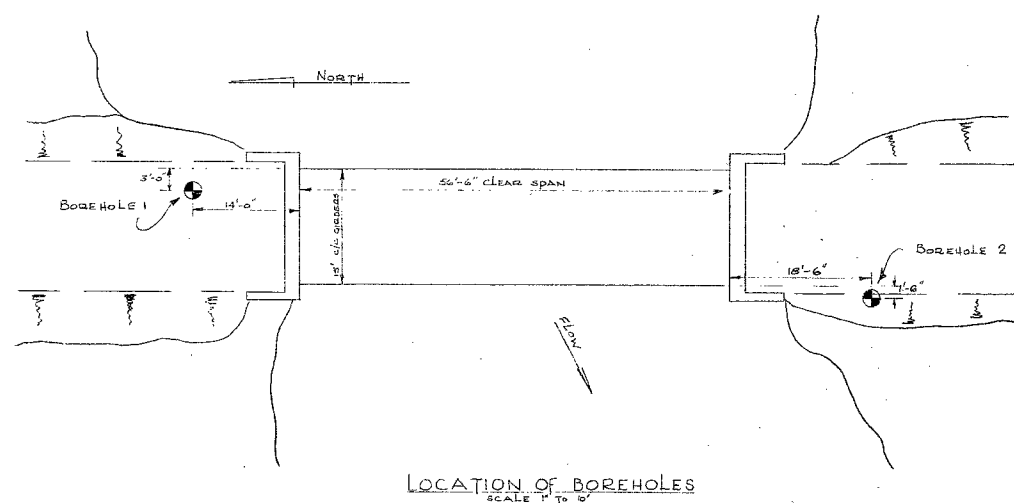 NORTH
3'-0"
56'-6" CLEAR SPAN
BOREHOLE 1
14'-0"
15' C/C GIRDERS
BOREHOLE 2
18'-6"
1'-6"
FLOW
LOCATION OF BOREHOLES
SCALE 1" TO 10'